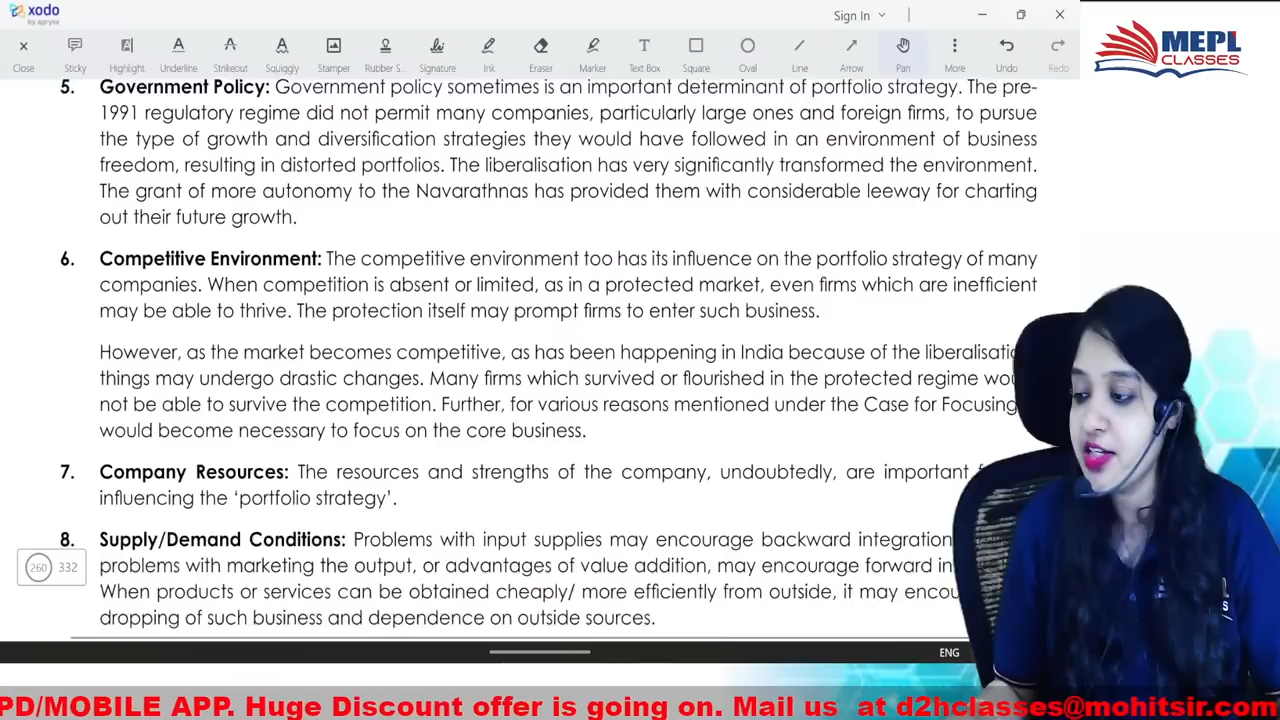 xodo
by apryse
Sign In
Close
Sticky
Highlight
Underline
Strikeout
Squiggly
Stamper
Rubber
Signature
Eraser
Marker
Text Box
Square
Oval
Line
Arrow
Pan
More
Undo
Redo
MEPL
CLASSES
5. Government Policy: Government policy sometimes is an important determinant of portfolio strategy. The pre-
1991 regulatory regime did not permit many companies, particularly large ones and foreign firms, to pursue
the type of growth and diversification strategies they would have followed in an environment of business
freedom, resulting in distorted portfolios. The liberalisation has very significantly transformed the environment.
The grant of more autonomy to the Navarathnas has provided them with considerable leeway for charting
out their future growth.
6. Competitive Environment: The competitive environment too has its influence on the portfolio strategy of many
companies. When competition is absent or limited, as in a protected market, even firms which are inefficient
may be able to thrive. The protection itself may prompt firms to enter such business.
However, as the market becomes competitive, as has been happening in India because of the
things may undergo drastic changes. Many firms which survived or flourished in the protected regime
not be able to survive the competition. Further, for various reasons mentioned under the Case for Focusing
would become necessary to focus on the core business.
7. Company Resources: The resources and strengths of the company, undoubtedly, are important
influencing the ‘portfolio strategy’.
8. Supply/Demand Conditions: Problems with input supplies may encourage backward integration
problems with marketing the output, or advantages of value addition, may encourage forward
When products or services can be obtained cheaply/ more efficiently from outside, it may
dropping of such business and dependence on outside sources.
260 332
ENG
PD/MOBILE APP. Huge Discount offer is going on. Mail us at d2hclasses@mohitsir.com